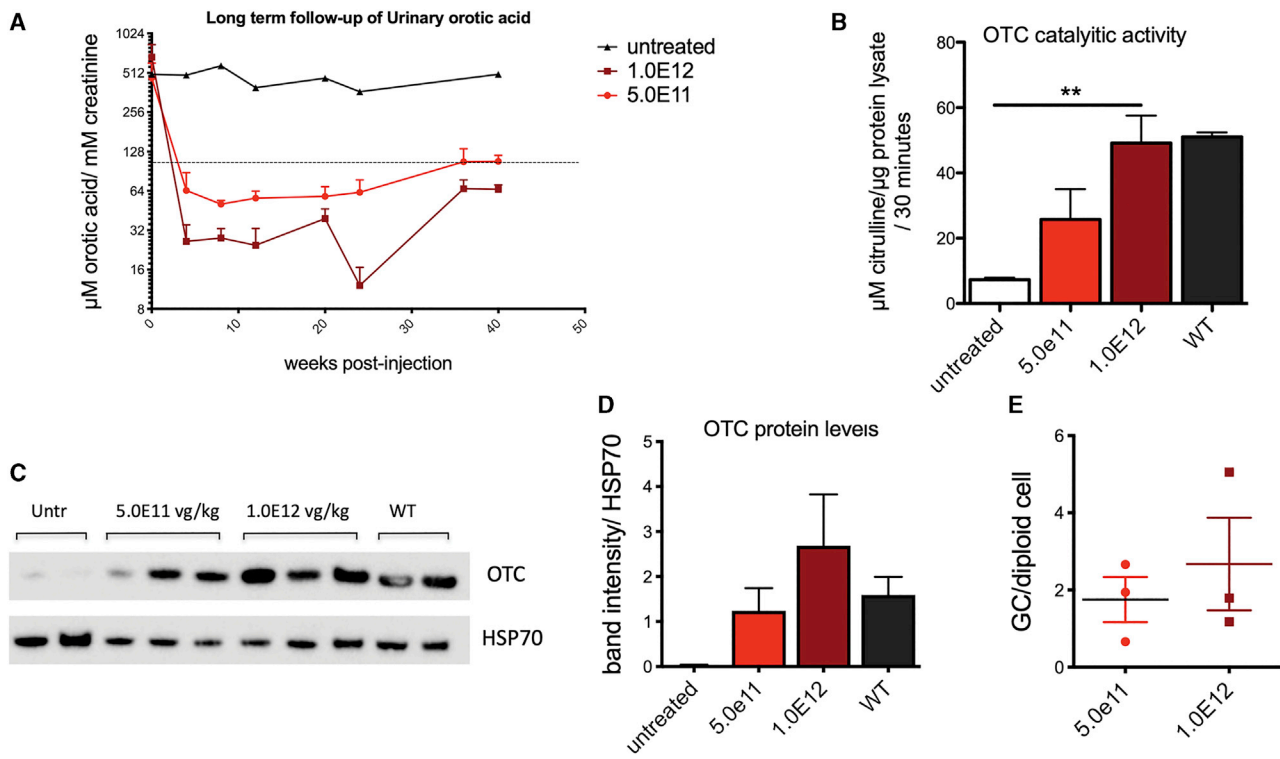 A
Long term follow-up of Urinary orotic acid
µM orotic acid/ mM creatinine
1024
512
256
128
64
32
16
8
0
10
20
30
40
50
weeks post-injection
untreated
1.0E12
5.0E11
B
OTC catalyitic activity
µM citrulline/µg protein lysate
/ 30 minutes
80
60
40
20
0
**
untreated
5.0e11
1.0E12
WT
C
Untr
5.0E11 vg/kg
1.0E12 vg/kg
WT
OTC
HSP70
D
OTC protein levels
band intensity/ HSP70
5
4
3
2
1
0
untreated
5.0e11
1.0E12
WT
E
GC/diploid cell
6
4
2
0
5.0e11
1.0E12